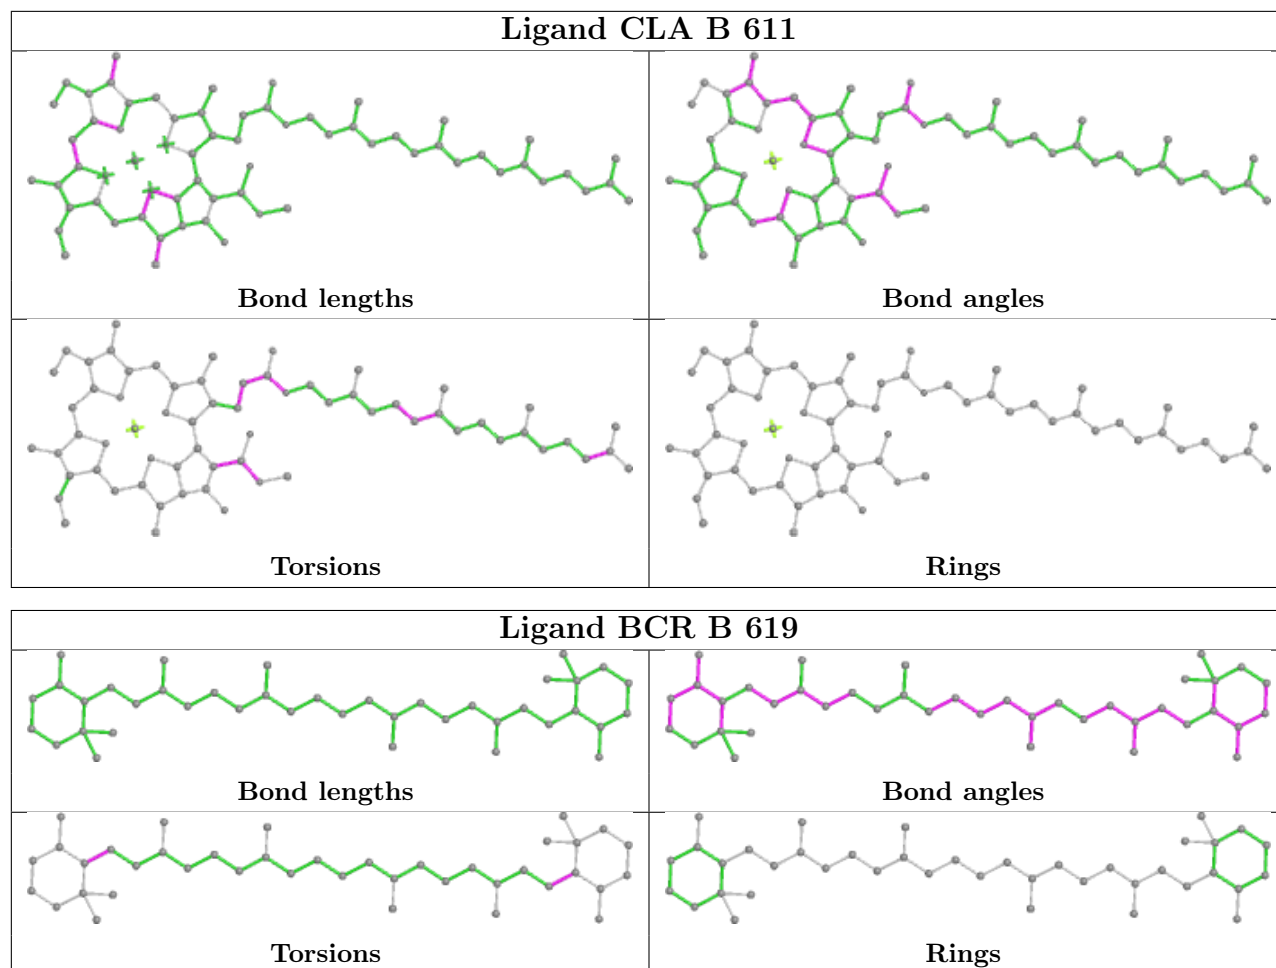 Ligand CLA B 611
Bond lengths
Bond angles
Torsions
Rings
Ligand BCR B 619
Bond lengths
Bond angles
Torsions
Rings